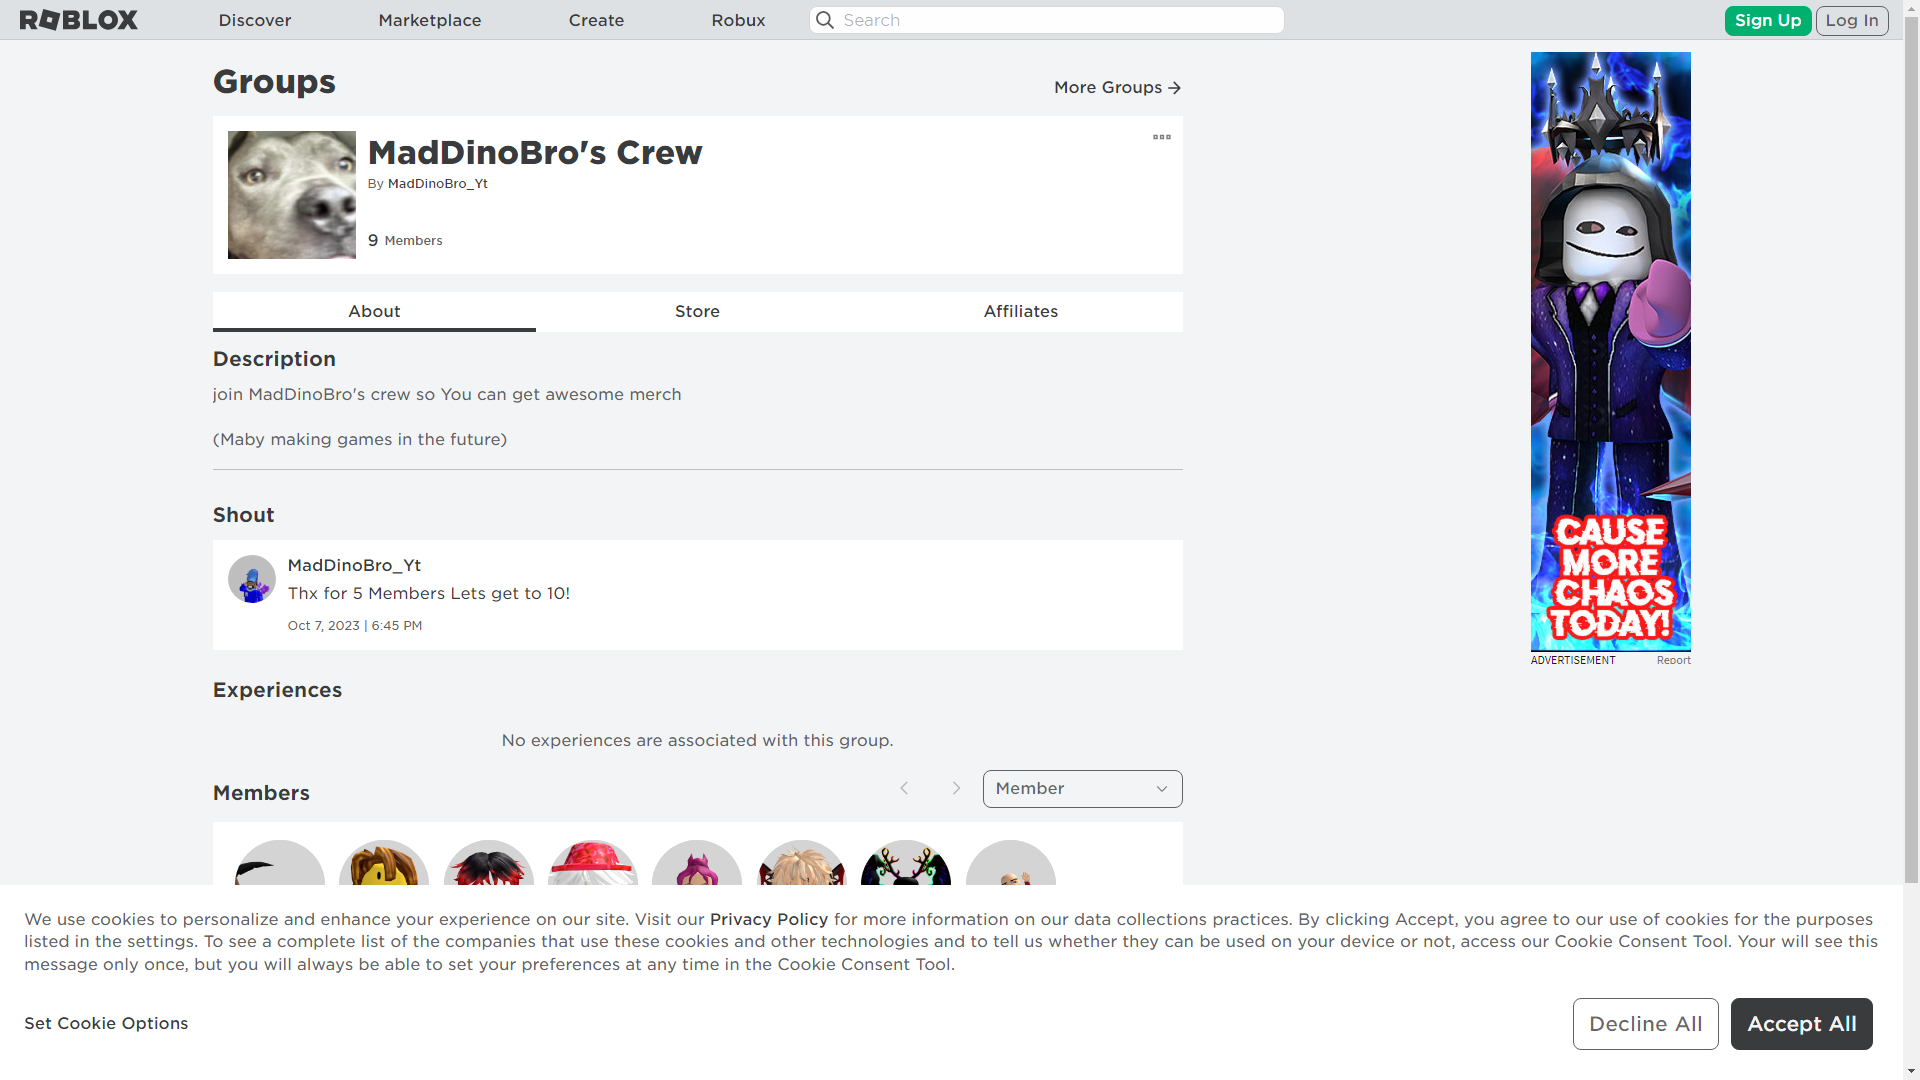 ROBLOX
Discover
Marketplace
Create
Robux
Search
Sign Up
Log In
Groups
More Groups
MadDinoBro's Crew
By MadDinoBro_Yt
9 Members
About
Store
Affiliates
Description
join MadDinoBro's crew so You can get awesome merch
(Maby making games in the future)
Shout
MadDinoBro_Yt
Thx for 5 Members Lets get to 10!
Oct 7, 2023 | 6:45 PM
Experiences
No experiences are associated with this group.
Members
Member
CAUSE
MORE
CHAOS
TODAY!
ADVERTISEMENT
Report
We use cookies to personalize and enhance your experience on our site. Visit our Privacy Policy for more information on our data collections practices. By clicking Accept, you agree to our use of cookies for the purposes
listed in the settings. To see a complete list of the companies that use these cookies and other technologies and to tell us whether they can be used on your device or not, access our Cookie Consent Tool. Your will see this
message only once, but you will always be able to set your preferences at any time in the Cookie Consent Tool.
Set Cookie Options
Decline All
Accept All